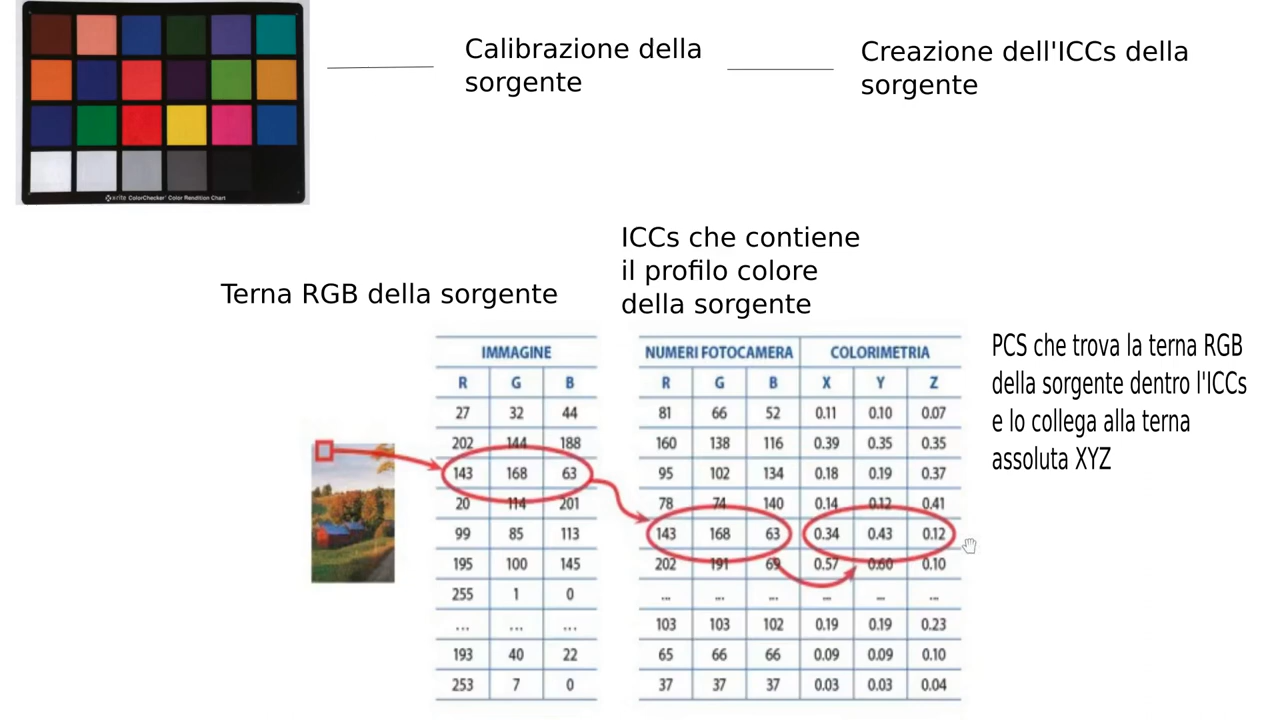 Calibrazione della
sorgente
Creazione dell'ICCs della
sorgente
x-rite ColorChecker Color Rendition Chart
ICCs che contiene
il profilo colore
della sorgente
Terna RGB della sorgente
IMMAGINE
R G B
27 32 44
202 144 188
143 168 63
20 114 201
99 85 113
195 100 145
255 1 0
... ... ...
193 40 22
253 7 0
NUMERI FOTOCAMERA COLORIMETRIA
R G B X Y Z
81 66 52 0.11 0.10 0.07
160 138 116 0.39 0.35 0.35
95 102 134 0.18 0.19 0.37
78 74 140 0.14 0.12 0.41
143 168 63 0.34 0.43 0.12
202 191 69 0.57 0.60 0.10
... ... ... ... ... ...
103 103 102 0.19 0.19 0.23
65 66 66 0.09 0.09 0.10
37 37 37 0.03 0.03 0.04
PCS che trova la terna RGB
della sorgente dentro l'ICCs
e lo collega alla terna
assoluta XYZ